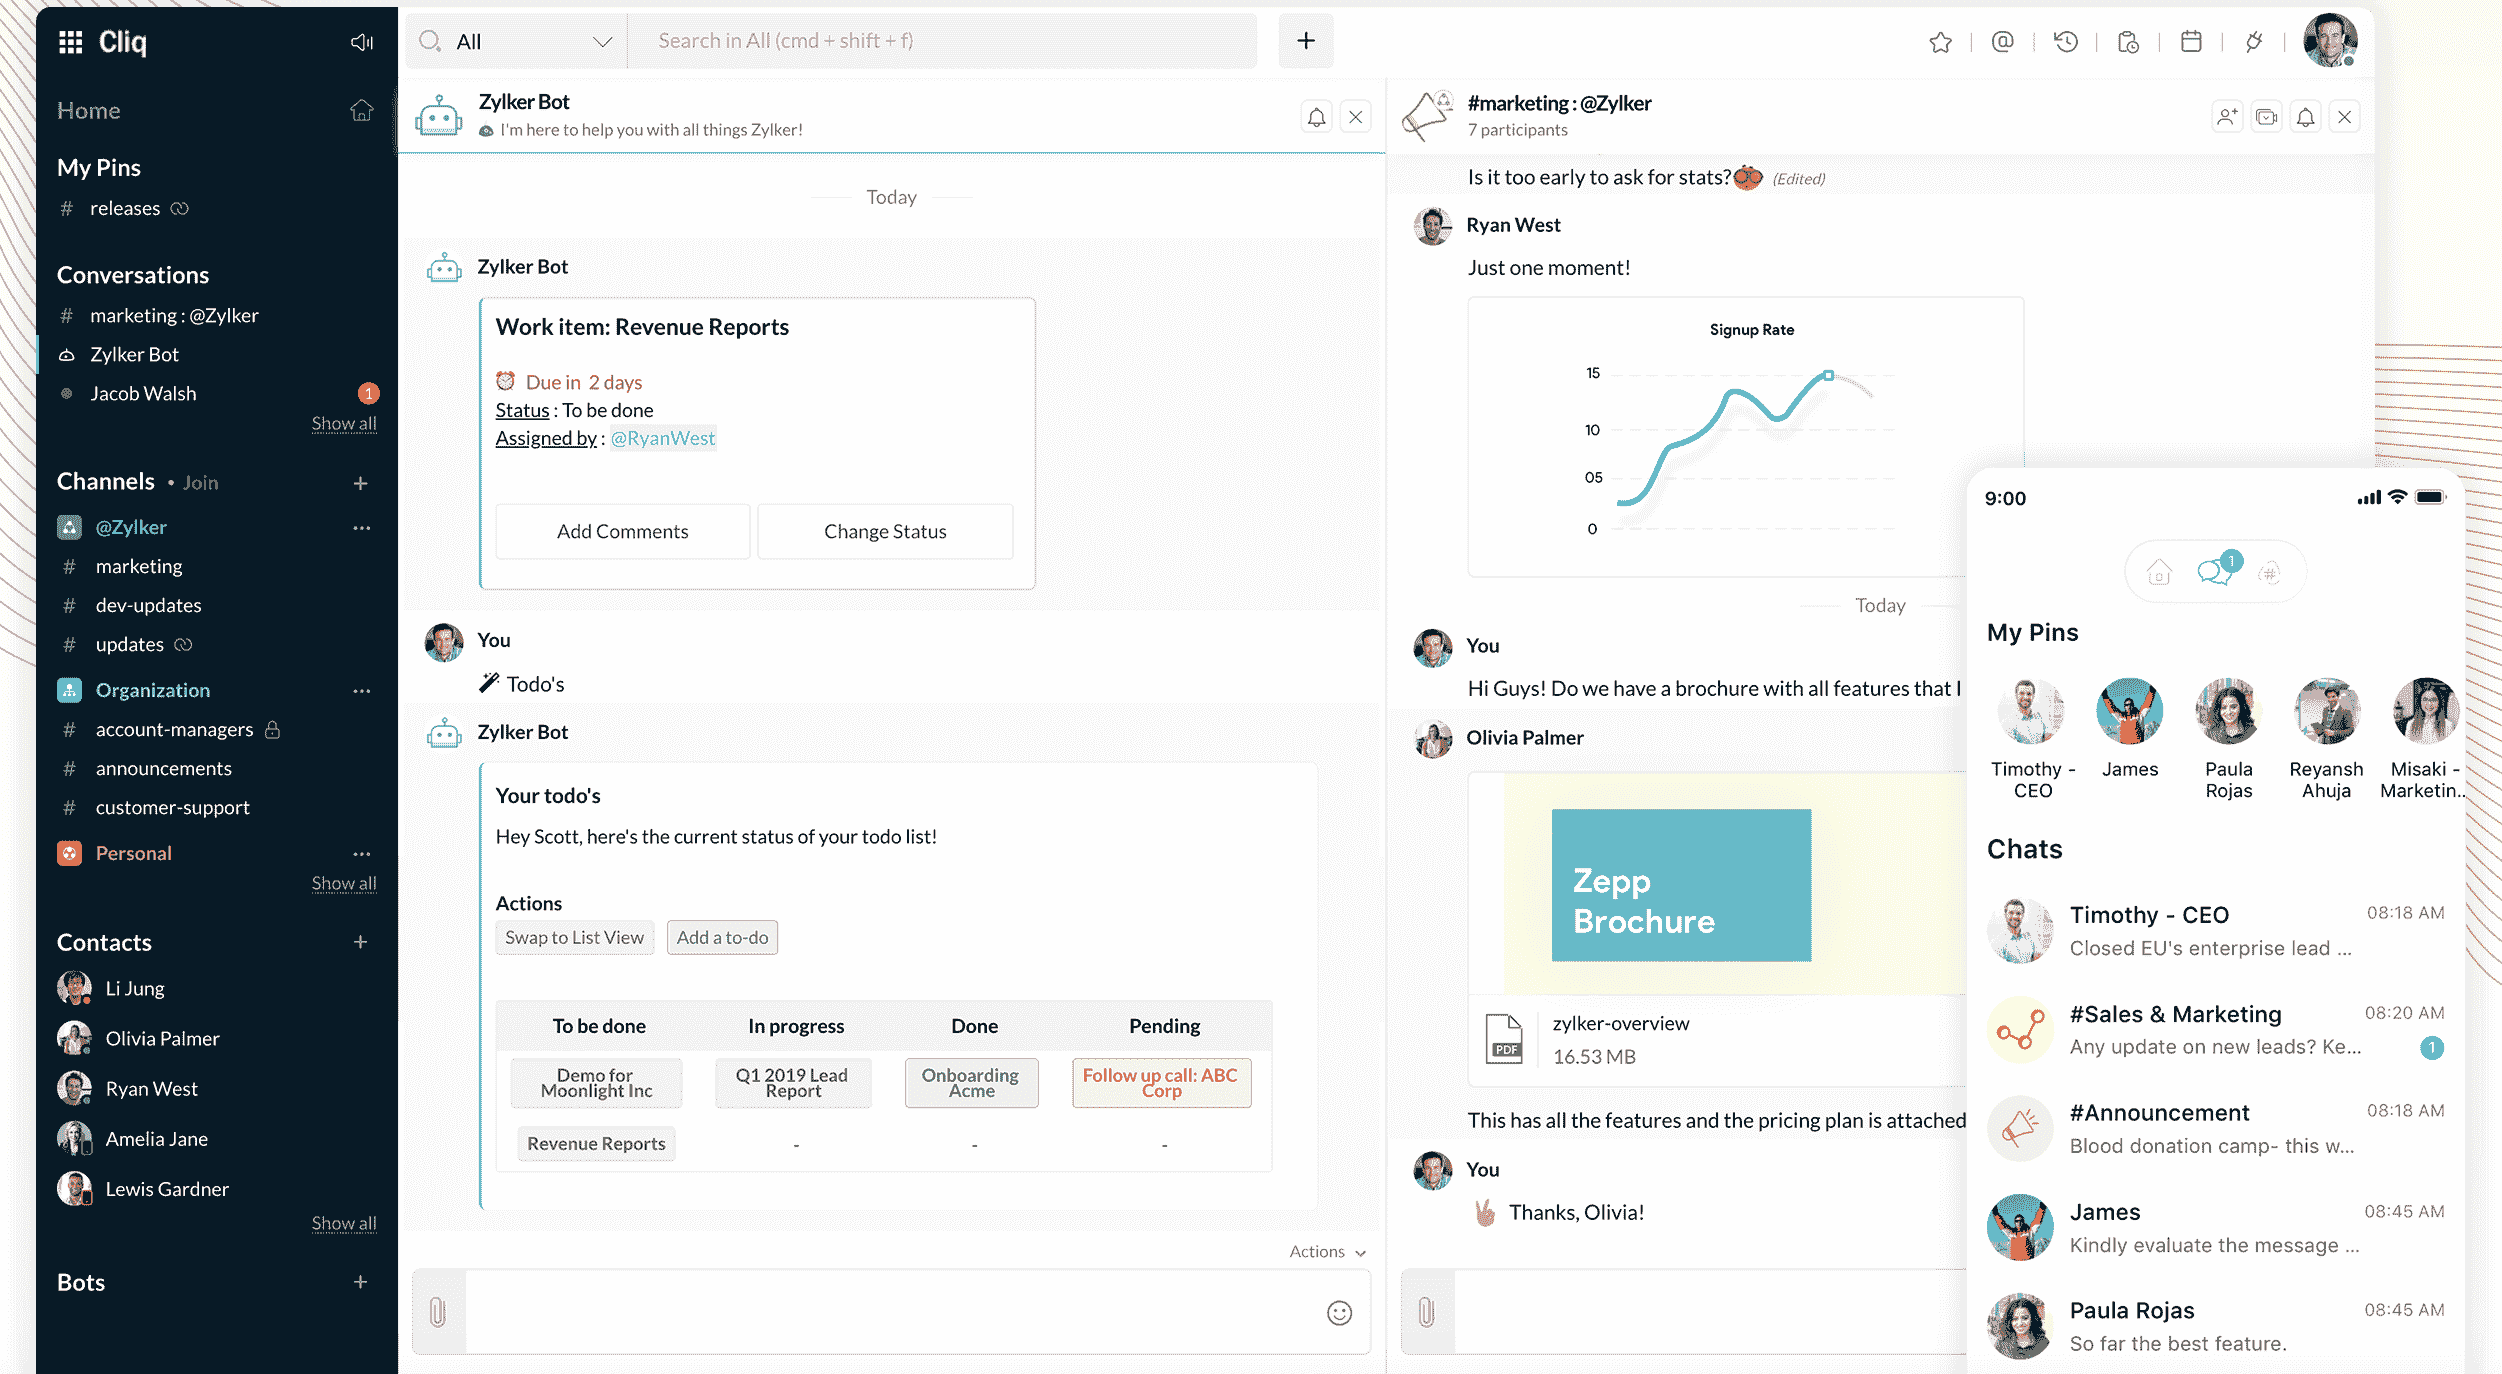 Cliq
Home
My Pins
# releases
Conversations
# marketing : @Zylker
Zylker Bot
Jacob Walsh 1
Show all
Channels • Join +
@Zylker ...
# marketing
# dev-updates
# updates
Organization ...
# account-managers
# announcements
# customer-support
Personal ...
Show all
Contacts +
Li Jung
Olivia Palmer
Ryan West
Amelia Jane
Lewis Gardner
Show all
Bots +
All
Search in All (cmd + shift + f)
+
Zylker Bot
I'm here to help you with all things Zylker!
Today
Zylker Bot
Work item: Revenue Reports
Due in 2 days
Status : To be done
Assigned by : @RyanWest
Add Comments
Change Status
You
Todo's
Zylker Bot
Your todo's
Hey Scott, here's the current status of your todo list!
Actions
Swap to List View
Add a to-do
To be done In progress Done Pending
Demo for
Moonlight Inc
Q1 2019 Lead
Report
Onboarding
Acme
Follow up call: ABC
Corp
Revenue Reports - - -
Actions
#marketing : @Zylker
7 participants
Is it too early to ask for stats? (Edited)
Ryan West
Just one moment!
Signup Rate
15
10
05
0
Today
You
Hi Guys! Do we have a brochure with all features that I
Olivia Palmer
Zepp
Brochure
PDF
zylker-overview
16.53 MB
This has all the features and the pricing plan is attached
You
Thanks, Olivia!
9:00
1
#
My Pins
Timothy -
CEO
James
Paula
Rojas
Reyansh
Ahuja
Misaki -
Marketin..
Chats
Timothy - CEO 08:18 AM
Closed EU's enterprise lead ...
#Sales & Marketing 08:20 AM
Any update on new leads? Ke... 1
#Announcement 08:18 AM
Blood donation camp- this w...
James 08:45 AM
Kindly evaluate the message ...
Paula Rojas 08:45 AM
So far the best feature.